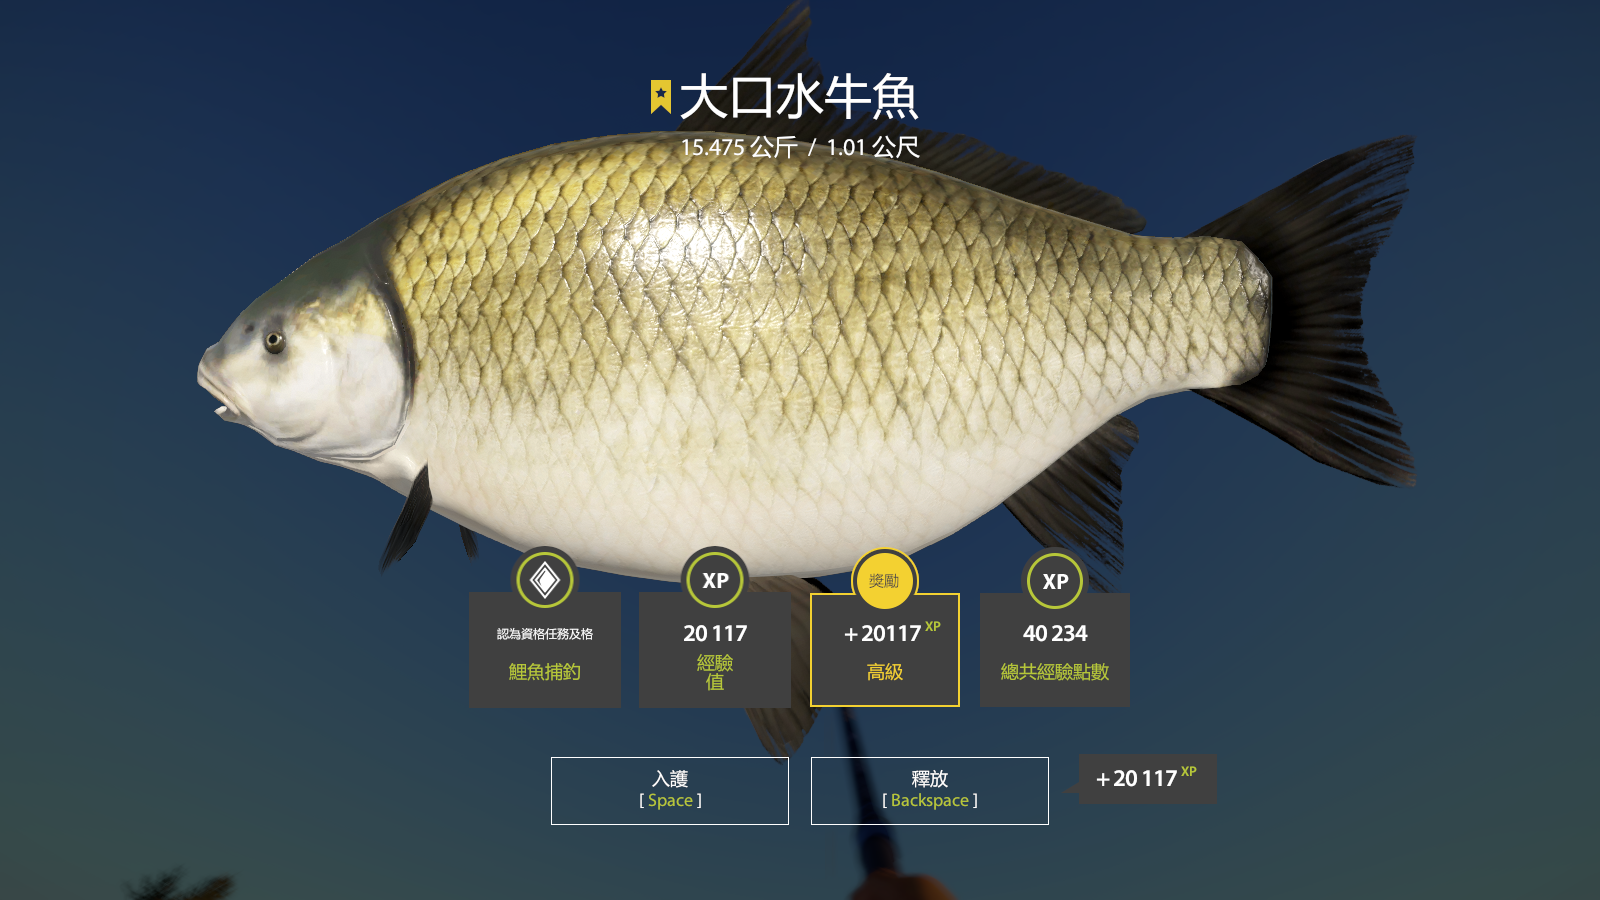 大口水牛魚
15.475 公斤 / 1.01 公尺
認為資格任務及格
鯉魚捕釣
XP
20 117
經驗
值
獎勵
+20117 XP
高級
XP
40 234
總共經驗點數
入護
[ Space ]
釋放
[ Backspace ]
+20 117 XP